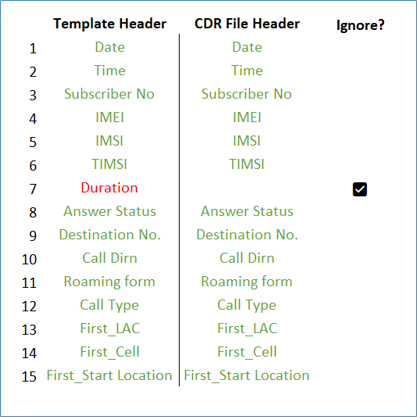 Template Header CDR File Header Ignore?
1 Date Date
2 Time Time
3 Subscriber No Subscriber No
4 IMEI IMEI
5 IMSI IMSI
6 TIMSI TIMSI
7 Duration
8 Answer Status Answer Status
9 Destination No. Destination No.
10 Call Dirn Call Dirn
11 Roaming form Roaming form
12 Call Type Call Type
13 First_LAC First_LAC
14 First_Cell First_Cell
15 First_Start Location First_Start Location